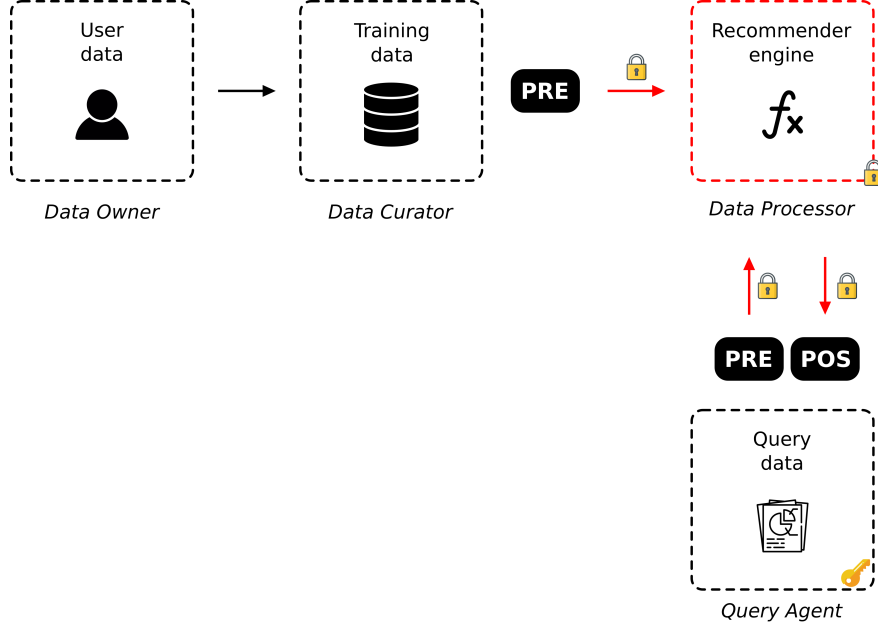 User
data
Data Owner
Training
data
Data Curator
PRE
Recommender
engine
fx
Data Processor
PRE
POS
Query
data
Query Agent